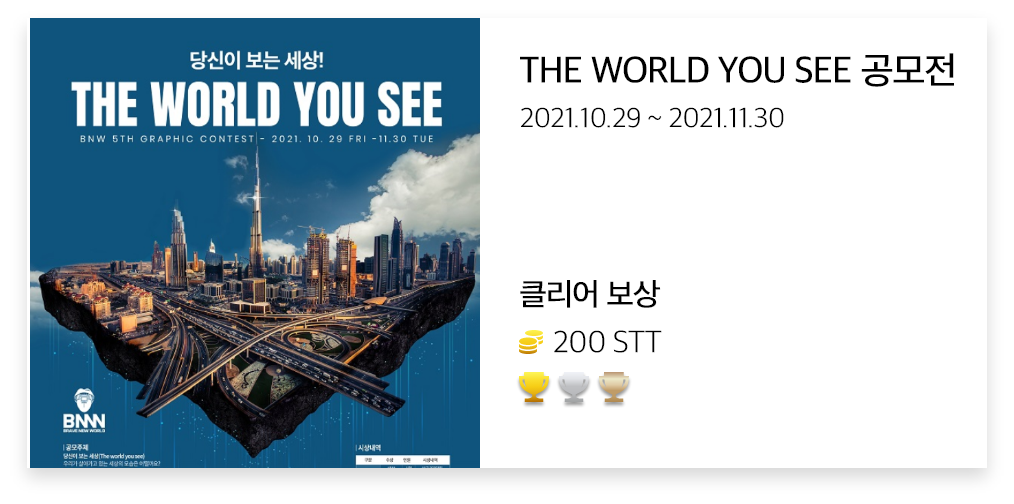 당신이 보는 세상!
THE WORLD YOU SEE
BNW 5TH GRAPHIC CONTEST - 2021. 10. 29 FRI -11.30 TUE
BNW
BRAVE NEW WORLD
공모주제
당신이 보는 세상(The world you see)
우리가 살아가고 있는 세상의 모습은 어떨까요?
시상내역
THE WORLD YOU SEE 공모전
2021.10.29 ~ 2021.11.30
클리어 보상
200 STT